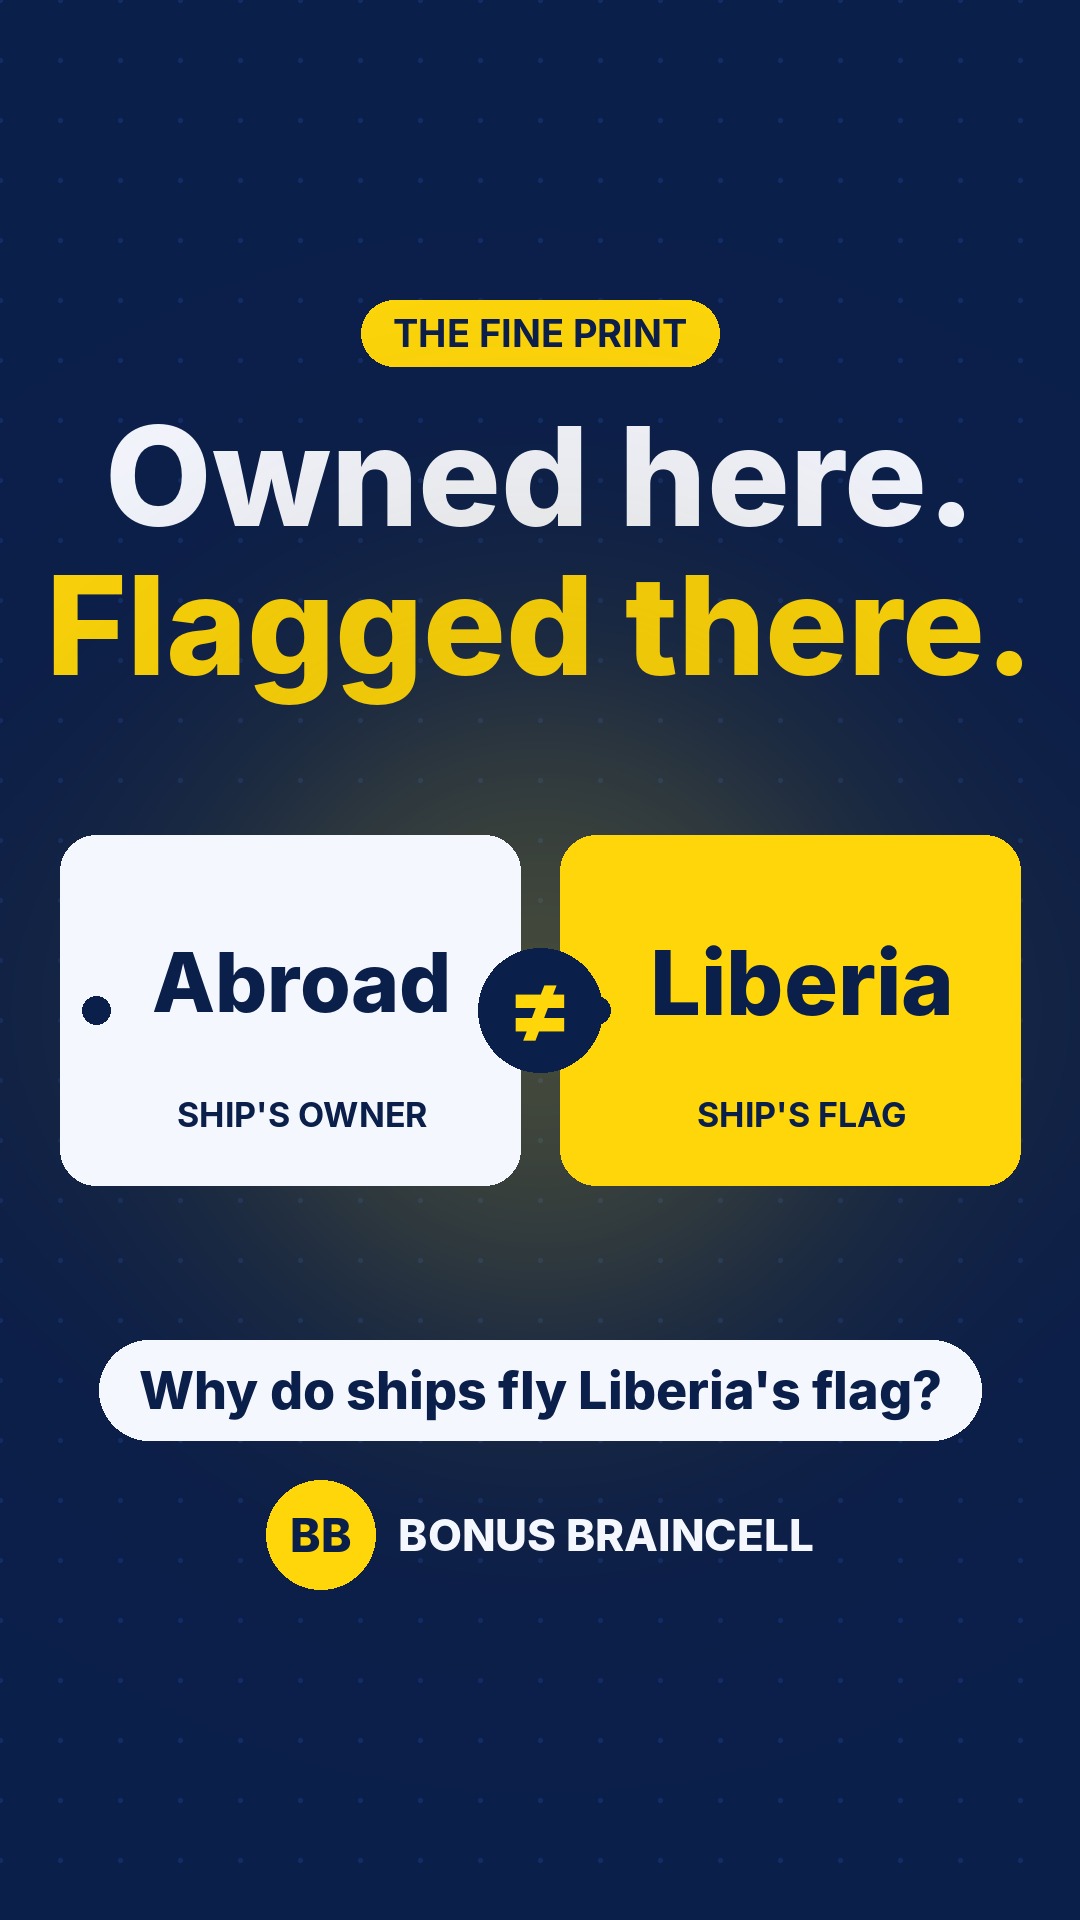 THE FINE PRINT
Owned here.
Flagged there.
Abroad
≠
Liberia
SHIP'S OWNER
SHIP'S FLAG
Why do ships fly Liberia's flag?
BB
BONUS BRAINCELL